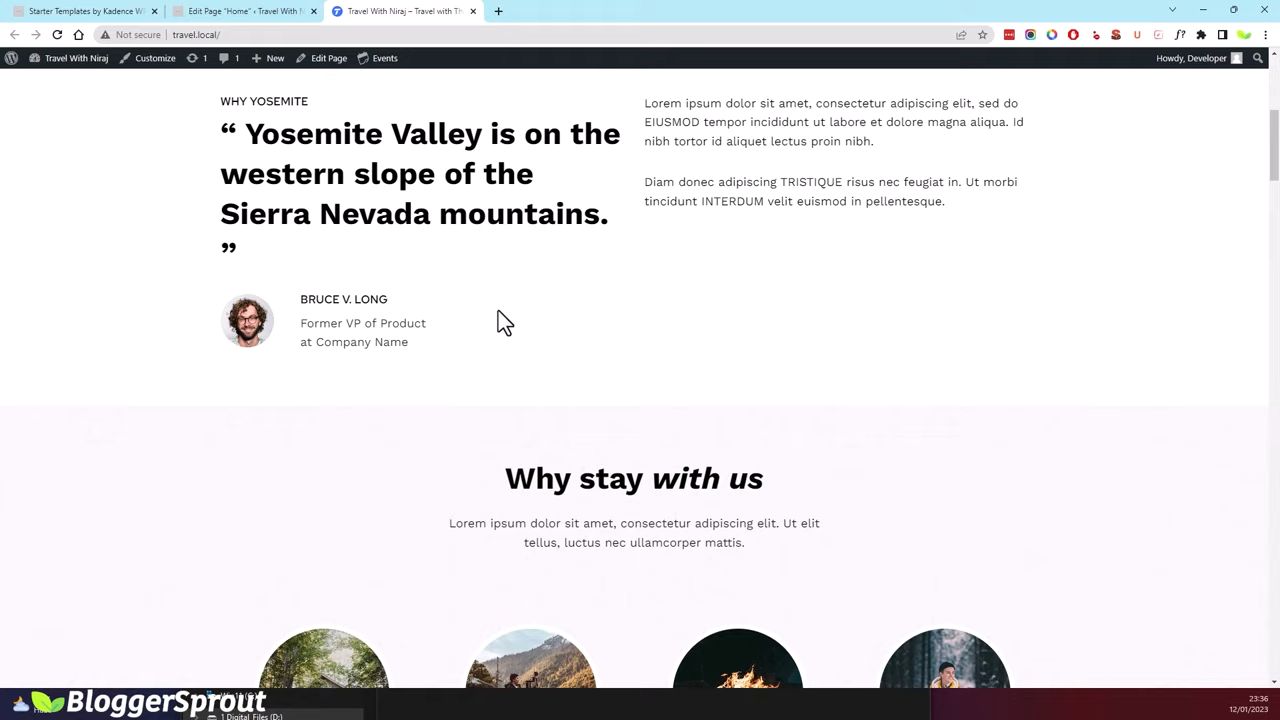 Starter Templates by Kadence WP
Edit Page "Home" ‹ Travel With N
Travel With Niraj – Travel with Th
Not secure
travel.local/
Travel With Niraj
Customize
1
1
New
Edit Page
Events
Howdy, Developer
WHY YOSEMITE
“ Yosemite Valley is on the
western slope of the
Sierra Nevada mountains.
”
BRUCE V. LONG
Former VP of Product
at Company Name
Lorem ipsum dolor sit amet, consectetur adipiscing elit, sed do
EIUSMOD tempor incididunt ut labore et dolore magna aliqua. Id
nibh tortor id aliquet lectus proin nibh.
Diam donec adipiscing TRISTIQUE risus nec feugiat in. Ut morbi
tincidunt INTERDUM velit euismod in pellentesque.
Why stay with us
Lorem ipsum dolor sit amet, consectetur adipiscing elit. Ut elit
tellus, luctus nec ullamcorper mattis.
BloggerSprout
1 Digital Files (D:)
23:36
12/01/2023